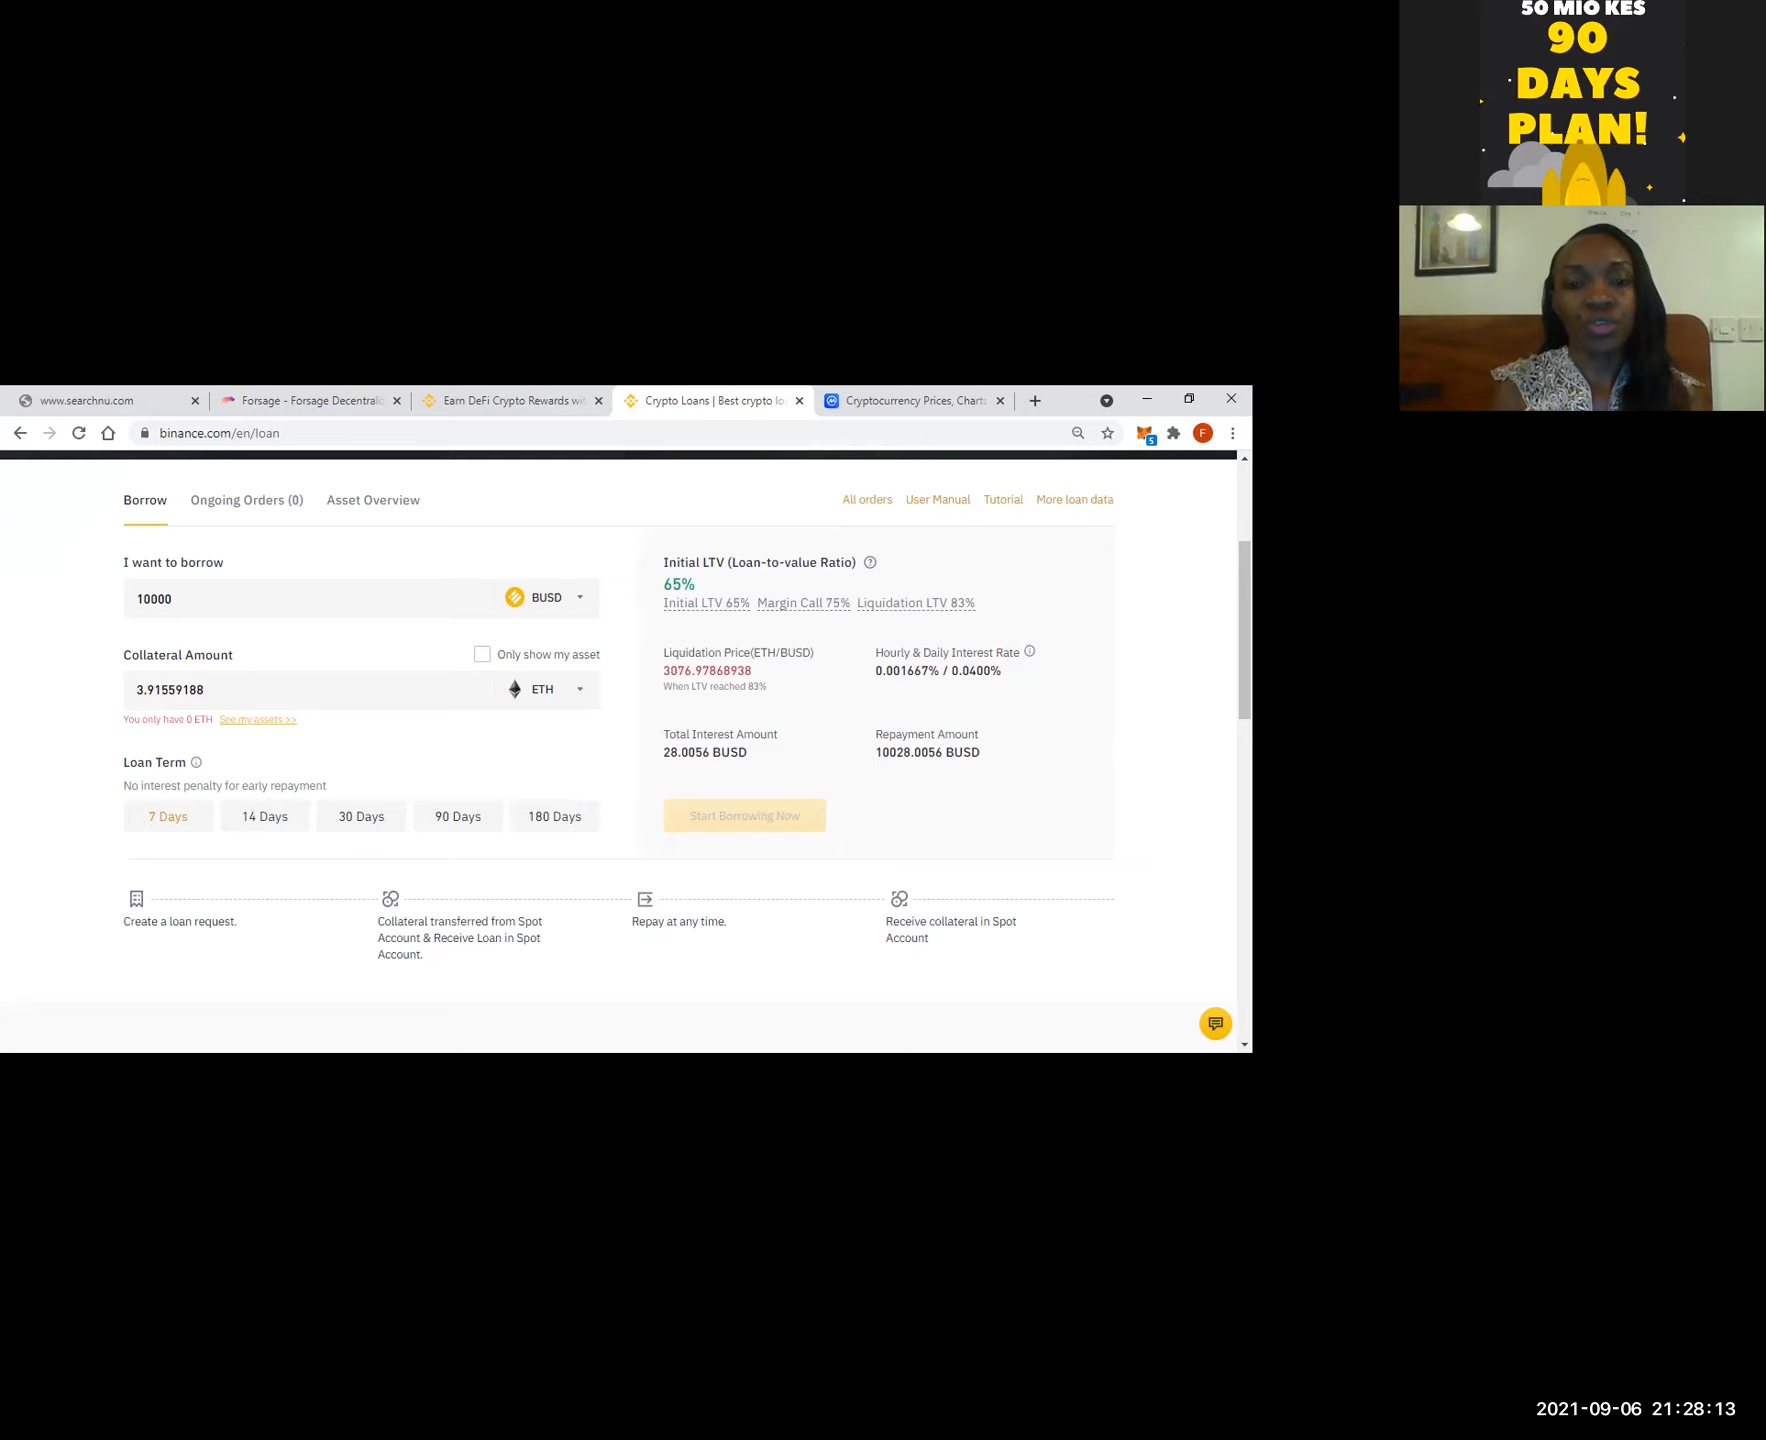 50 MIO KES
90
DAYS
PLAN!
www.searchnu.com
Forsage - Forsage Decentrali
Earn DeFi Crypto Rewards wit
Crypto Loans | Best crypto lo
Cryptocurrency Prices, Charts
binance.com/en/loan
5
F
Borrow
Ongoing Orders (0)
Asset Overview
All orders
User Manual
Tutorial
More loan data
I want to borrow
10000
BUSD
Collateral Amount
Only show my asset
3.91559188
ETH
You only have 0 ETH See my assets >>
Loan Term
No interest penalty for early repayment
7 Days
14 Days
30 Days
90 Days
180 Days
Initial LTV (Loan-to-value Ratio)
65%
Initial LTV 65% Margin Call 75% Liquidation LTV 83%
Liquidation Price(ETH/BUSD)
3076.97868938
When LTV reached 83%
Hourly & Daily Interest Rate
0.001667% / 0.0400%
Total Interest Amount
28.0056 BUSD
Repayment Amount
10028.0056 BUSD
Start Borrowing Now
Create a loan request.
Collateral transferred from Spot
Account & Receive Loan in Spot
Account.
Repay at any time.
Receive collateral in Spot
Account
2021-09-06 21:28:13